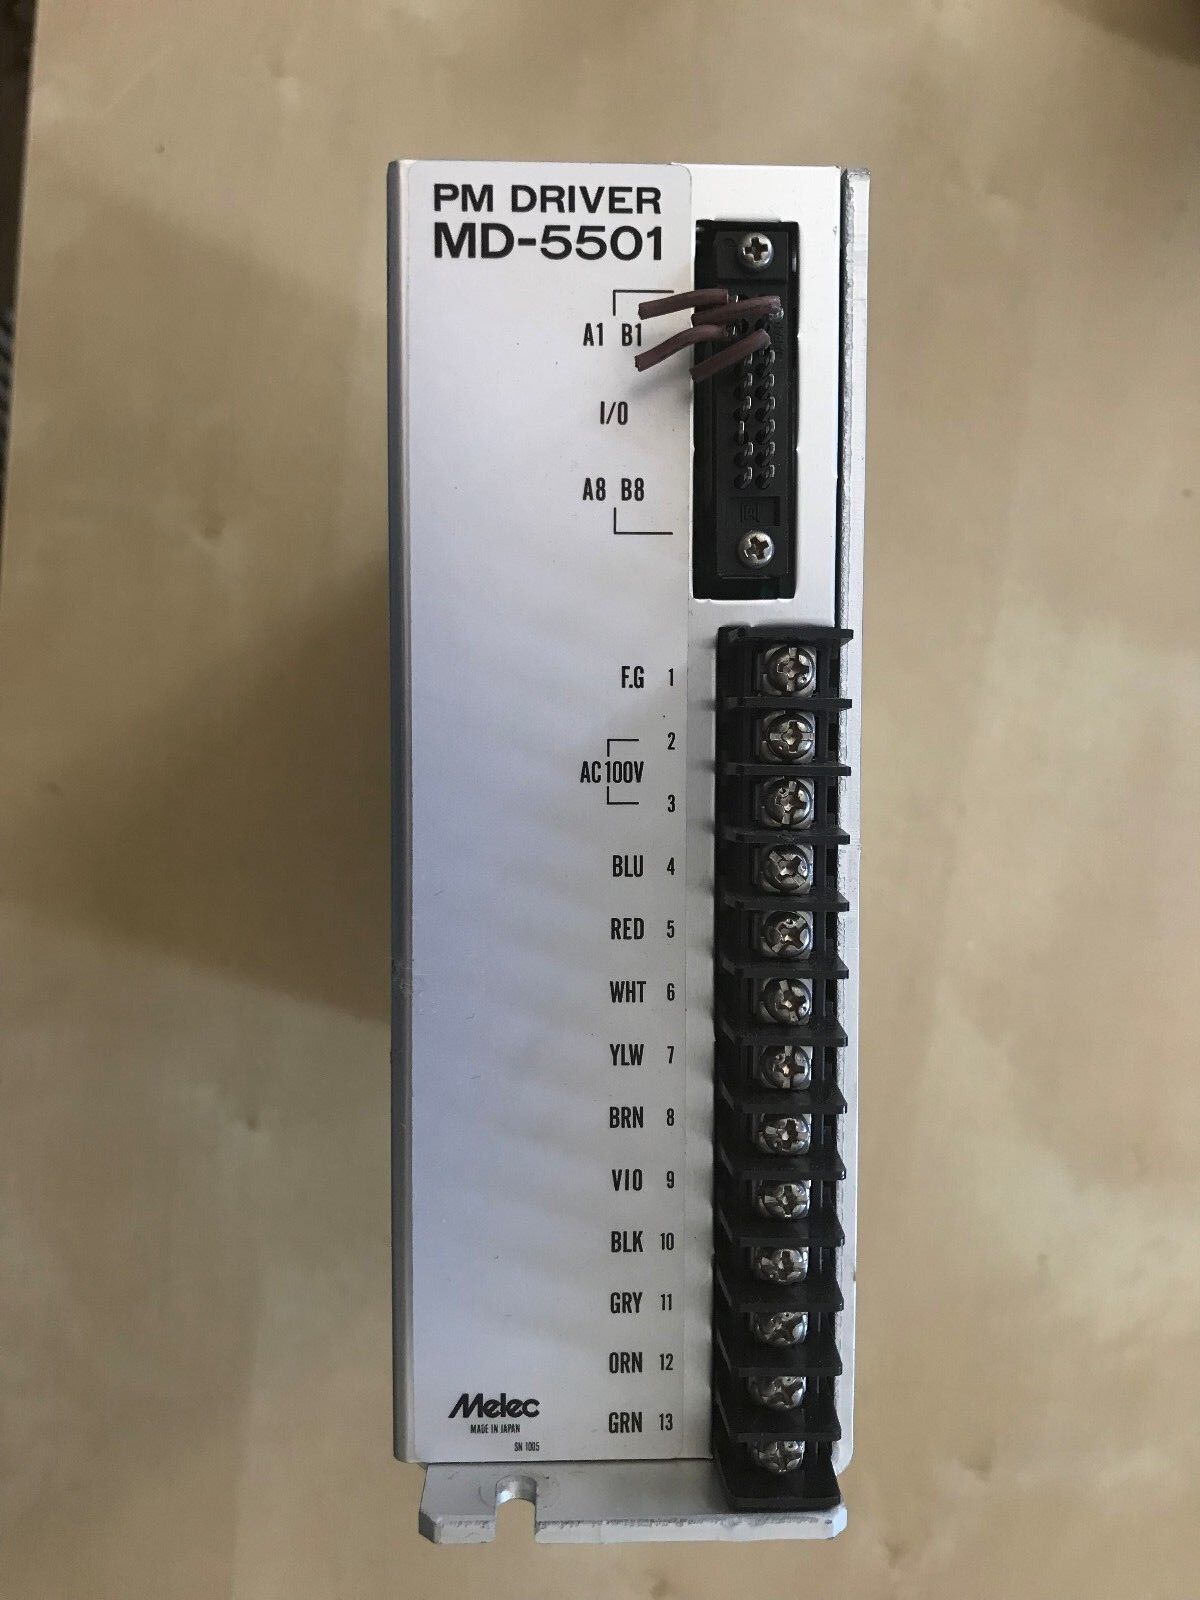 PM DRIVER
MD-5501
A1 B1
I/O
A8 B8
F.G 1
2
AC100V
3
BLU 4
RED 5
WHT 6
YLW 7
BRN 8
VIO 9
BLK 10
GRY 11
ORN 12
GRN 13
Melec
MADE IN JAPAN
SN 1005